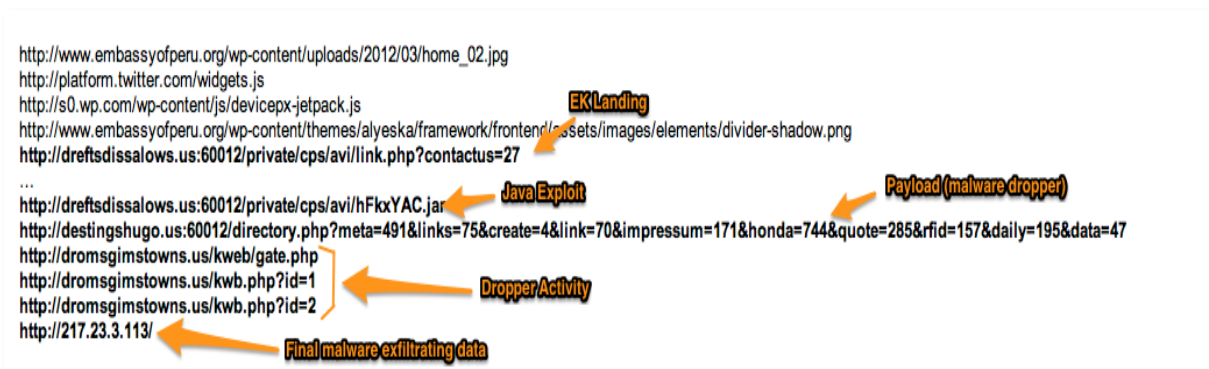 http://www.embassyofperu.org/wp-content/uploads/2012/03/home_02.jpg
http://platform.twitter.com/widgets.js
http://s0.wp.com/wp-content/js/devicepx-jetpack.js
EK Landing
http://www.embassyofperu.org/wp-content/themes/alyeska/framework/frontend/assets/images/elements/divider-shadow.png
http://dreftsdissalows.us:60012/private/cps/avi/link.php?contactus=27
...
Java Exploit
Payload (malware dropper)
http://dreftsdissalows.us:60012/private/cps/avi/hFkxYAC.jar
http://destingshugo.us:60012/directory.php?meta=491&links=75&create=4&link=70&impressum=171&honda=744&quote=285&rfid=157&daily=195&data=47
http://dromsgimstowns.us/kweb/gate.php
http://dromsgimstowns.us/kwb.php?id=1
Dropper Activity
http://dromsgimstowns.us/kwb.php?id=2
http://217.23.3.113/
Final malware exfiltrating data